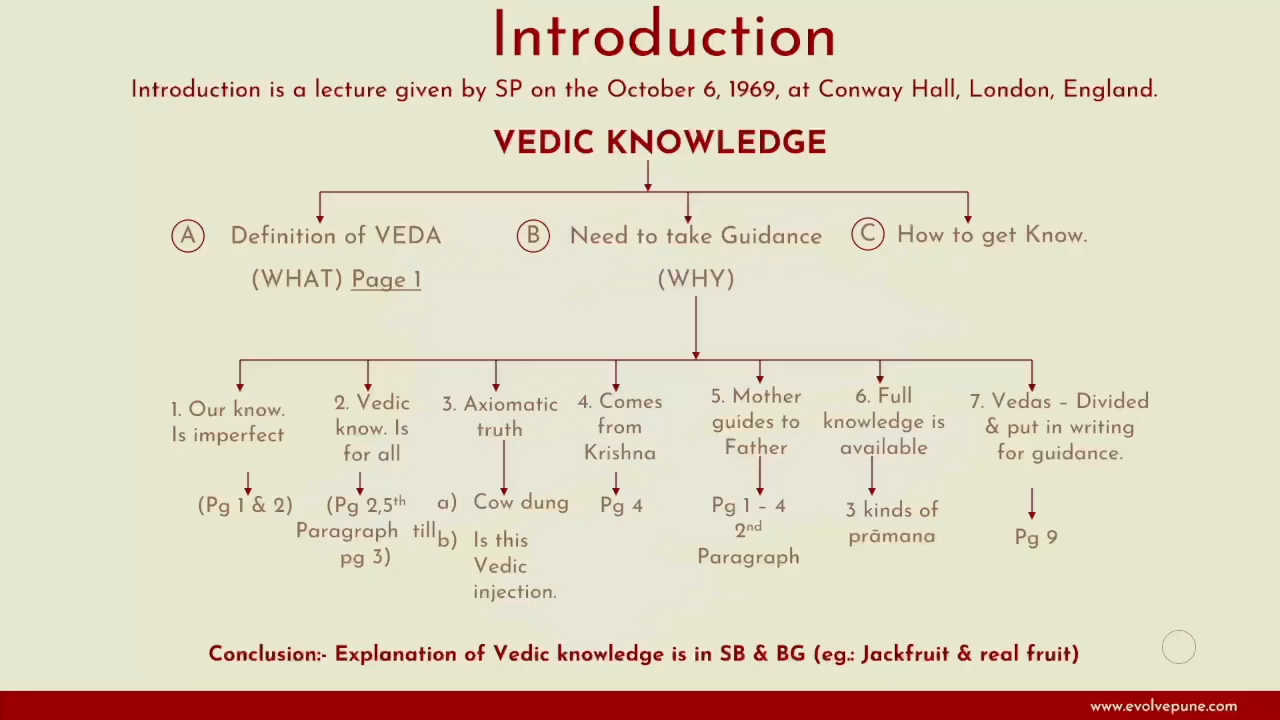 Introduction
Introduction is a lecture given by SP on the October 6, 1969, at Conway Hall, London, England.
VEDIC KNOWLEDGE
A Definition of VEDA
(WHAT) Page 1
B Need to take Guidance
(WHY)
C How to get Know.
1. Our know.
Is imperfect
(Pg 1 & 2)
2. Vedic
know. Is
for all
(Pg 2,5th
Paragraph till
pg 3)
3. Axiomatic
truth
a) Cow dung
b) Is this
Vedic
injection.
4. Comes
from
Krishna
Pg 4
5. Mother
guides to
Father
Pg 1 – 4
2nd
Paragraph
6. Full
knowledge is
available
3 kinds of
prāmana
7. Vedas – Divided
& put in writing
for guidance.
Pg 9
Conclusion:- Explanation of Vedic knowledge is in SB & BG (eg.: Jackfruit & real fruit)
www.evolvepune.com